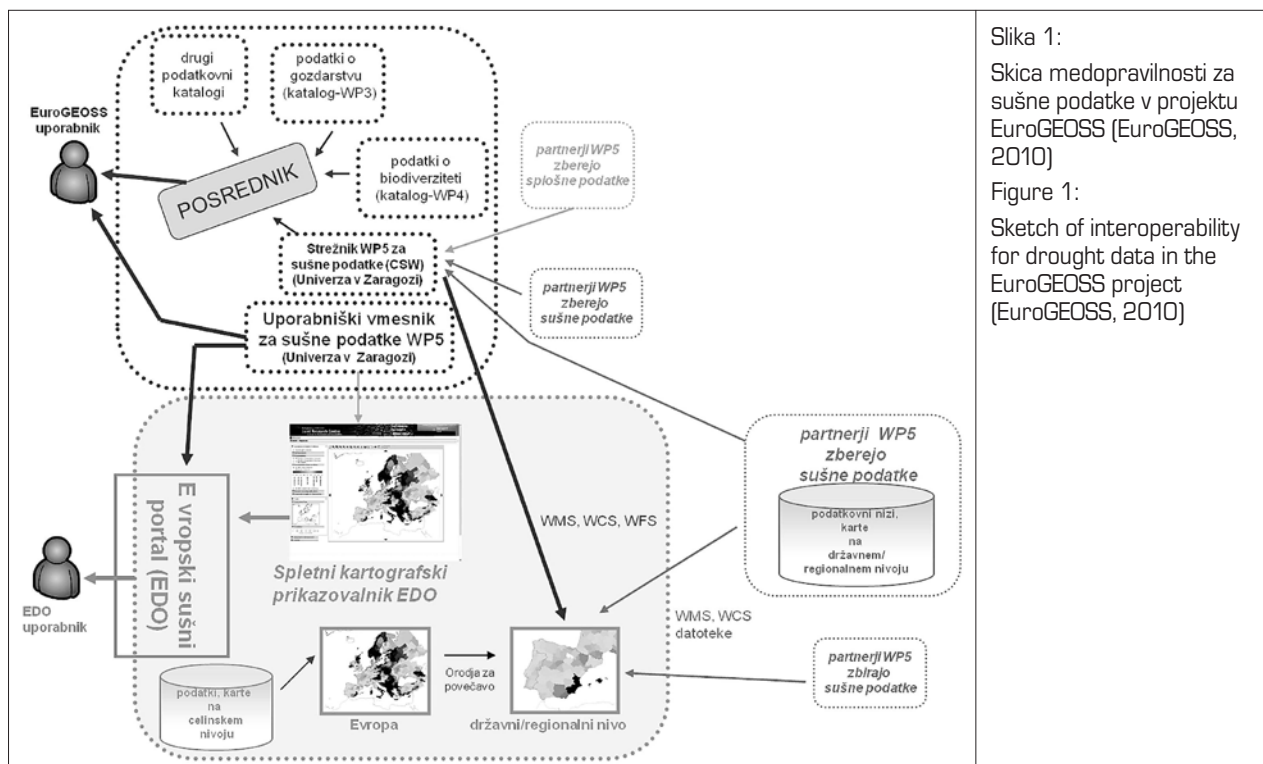 drugi
podatkovni
katalogi
podatki o
gozdarstvu
(katalog-WP3)
EuroGEOSS
uporabnik
POSREDNIK
podatki o
biodiverziteti
(katalog-WP4)
partnerji WP5
zberejo
splošne podatke
Strežnik WP5 za
sušne podatke (CSW)
(Univerza v Zaragozi)
partnerji WP5
zberejo
sušne podatke
Uporabniški vmesnik
za sušne podatke WP5
(Univerza v Zaragozi)
partnerji WP5
zberejo
sušne podatke
podatkovni nizi,
karte
na
državnem/
regionalnem nivoju
WMS, WCS, WFS
E vropski sušni
portal (EDO)
Spletni kartografski
prikazovalnik EDO
EDO
uporabnik
WMS, WCS
datoteke
podatki, karte
na
celinskem
nivoju
Orodja za
povečavo
Evropa
državni/regionalni nivo
partnerji WP5
zbirajo
sušne podatke
Slika 1:
Skica medopravilnosti za
sušne podatke v projektu
EuroGEOSS (EuroGEOSS,
2010)
Figure 1:
Sketch of interoperability
for drought data in the
EuroGEOSS project
(EuroGEOSS, 2010)